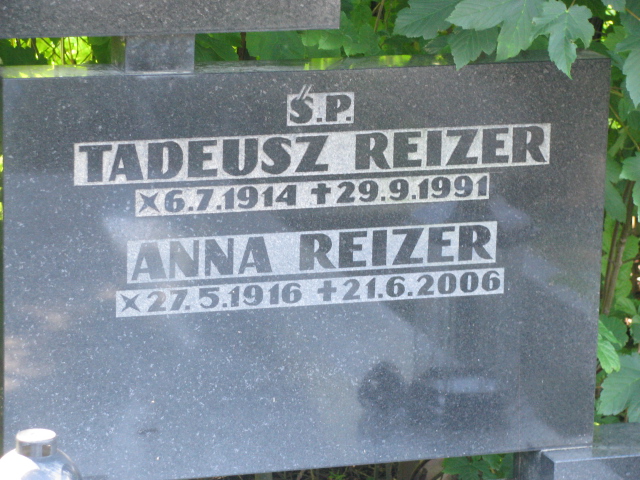 Ś.P.
TADEUSZ REIZER
×6.7.1914 ✝29.9.1991
ANNA REIZER
×27.5.1916 ✝21.6.2006